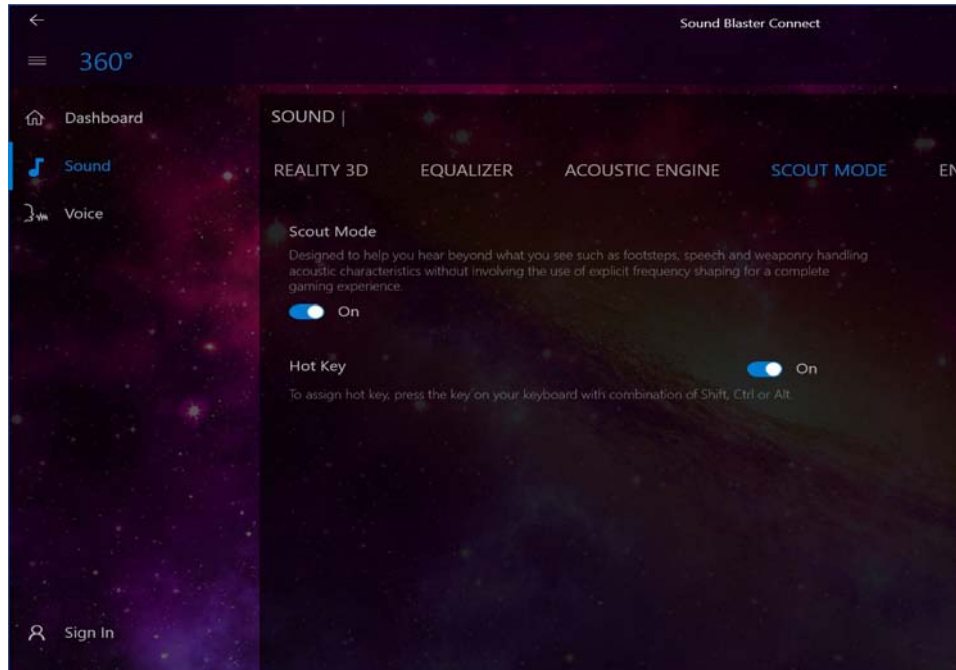 Sound Blaster Connect
360°
Dashboard
Sound
Voice
SOUND |
REALITY 3D EQUALIZER ACOUSTIC ENGINE SCOUT MODE EN
Scout Mode
Designed to help you hear beyond what you see such as footsteps, speech and weaponry handling
acoustic characteristics without involving the use of explicit frequency shaping for a complete
gaming experience.
On
Hot Key On
To assign hot key, press the key on your keyboard with combination of Shift, Ctrl or Alt.
Sign In